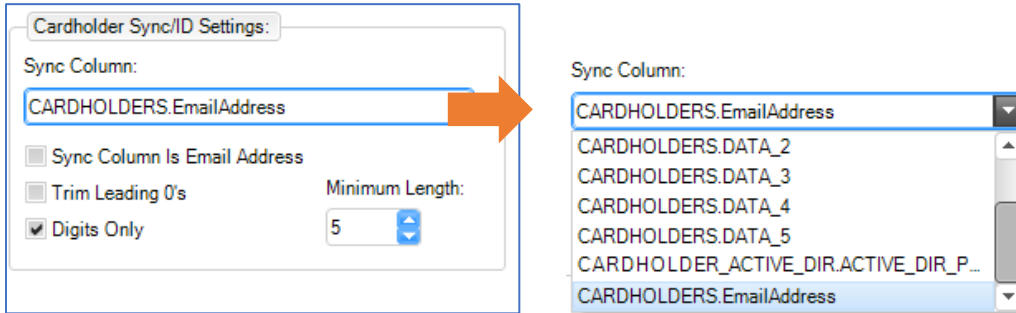 Cardholder Sync/ID Settings:
Sync Column:
CARDHOLDERS.EmailAddress
Sync Column Is Email Address
Trim Leading 0's
Minimum Length:
Digits Only
5
Sync Column:
CARDHOLDERS.EmailAddress
CARDHOLDERS.DATA_2
CARDHOLDERS.DATA_3
CARDHOLDERS.DATA_4
CARDHOLDERS.DATA_5
CARDHOLDER_ACTIVE_DIR.ACTIVE_DIR_P...
CARDHOLDERS.EmailAddress